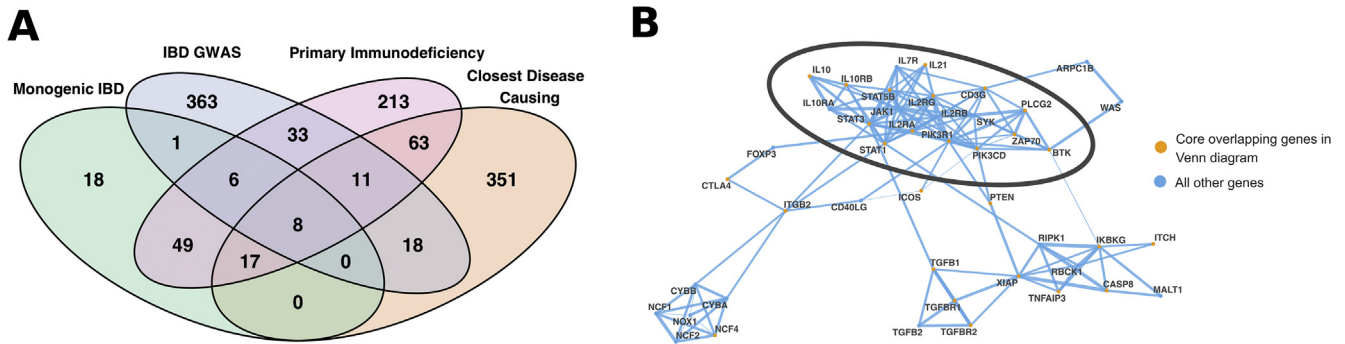 A
IBD GWAS
Primary Immunodeficiency
Monogenic IBD
Closest Disease
Causing
363
213
1
33
63
18
6
11
351
8
49
18
17
0
0
B
IL7R
IL21
IL10
IL10RB
ARPC1B
STAT5B
CD3G
IL10RA
IL2RG
PLCG2
JAK1
IL2RB
WAS
STAT3
IL2RA
SYK
PIK3R1
ZAP70
STAT1
PIK3CD
BTK
FOXP3
CTLA4
ITGB2
CD40LG
ICOS
PTEN
RIPK1
IKBKG
ITCH
TGFB1
RBCK1
XIAP
CASP8
MALT1
TNFAIP3
CYBB
CYBA
NCF1
NOX1
NCF4
NCF2
TGFBR1
TGFB2
TGFBR2
Core overlapping genes in
Venn diagram
All other genes